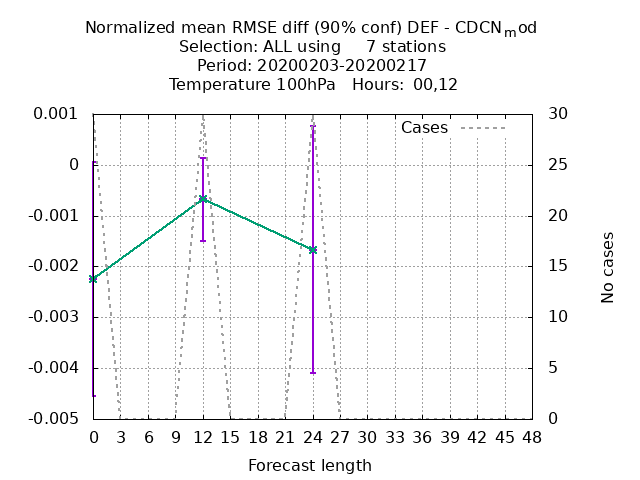 Normalized mean RMSE diff (90% conf) DEF - CDCNmod
Selection: ALL using 7 stations
Period: 20200203-20200217
Temperature 100hPa Hours: 00,12
Cases
0.001
0
-0.001
-0.002
-0.003
-0.004
-0.005
30
25
20
15
10
5
0
No cases
0 3 6 9 12 15 18 21 24 27 30 33 36 39 42 45 48
Forecast length